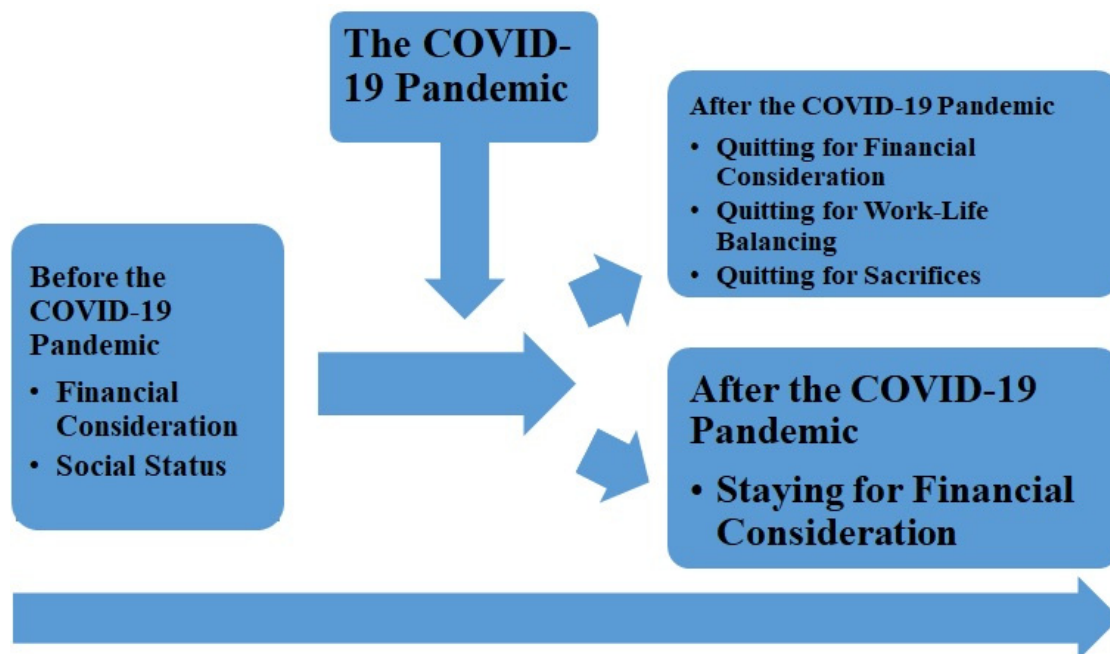 The COVID-
19 Pandemic
Before the
COVID-19
Pandemic
• Financial
Consideration
• Social Status
After the COVID-19 Pandemic
• Quitting for Financial
Consideration
• Quitting for Work-Life
Balancing
• Quitting for Sacrifices
After the COVID-19
Pandemic
• Staying for Financial
Consideration